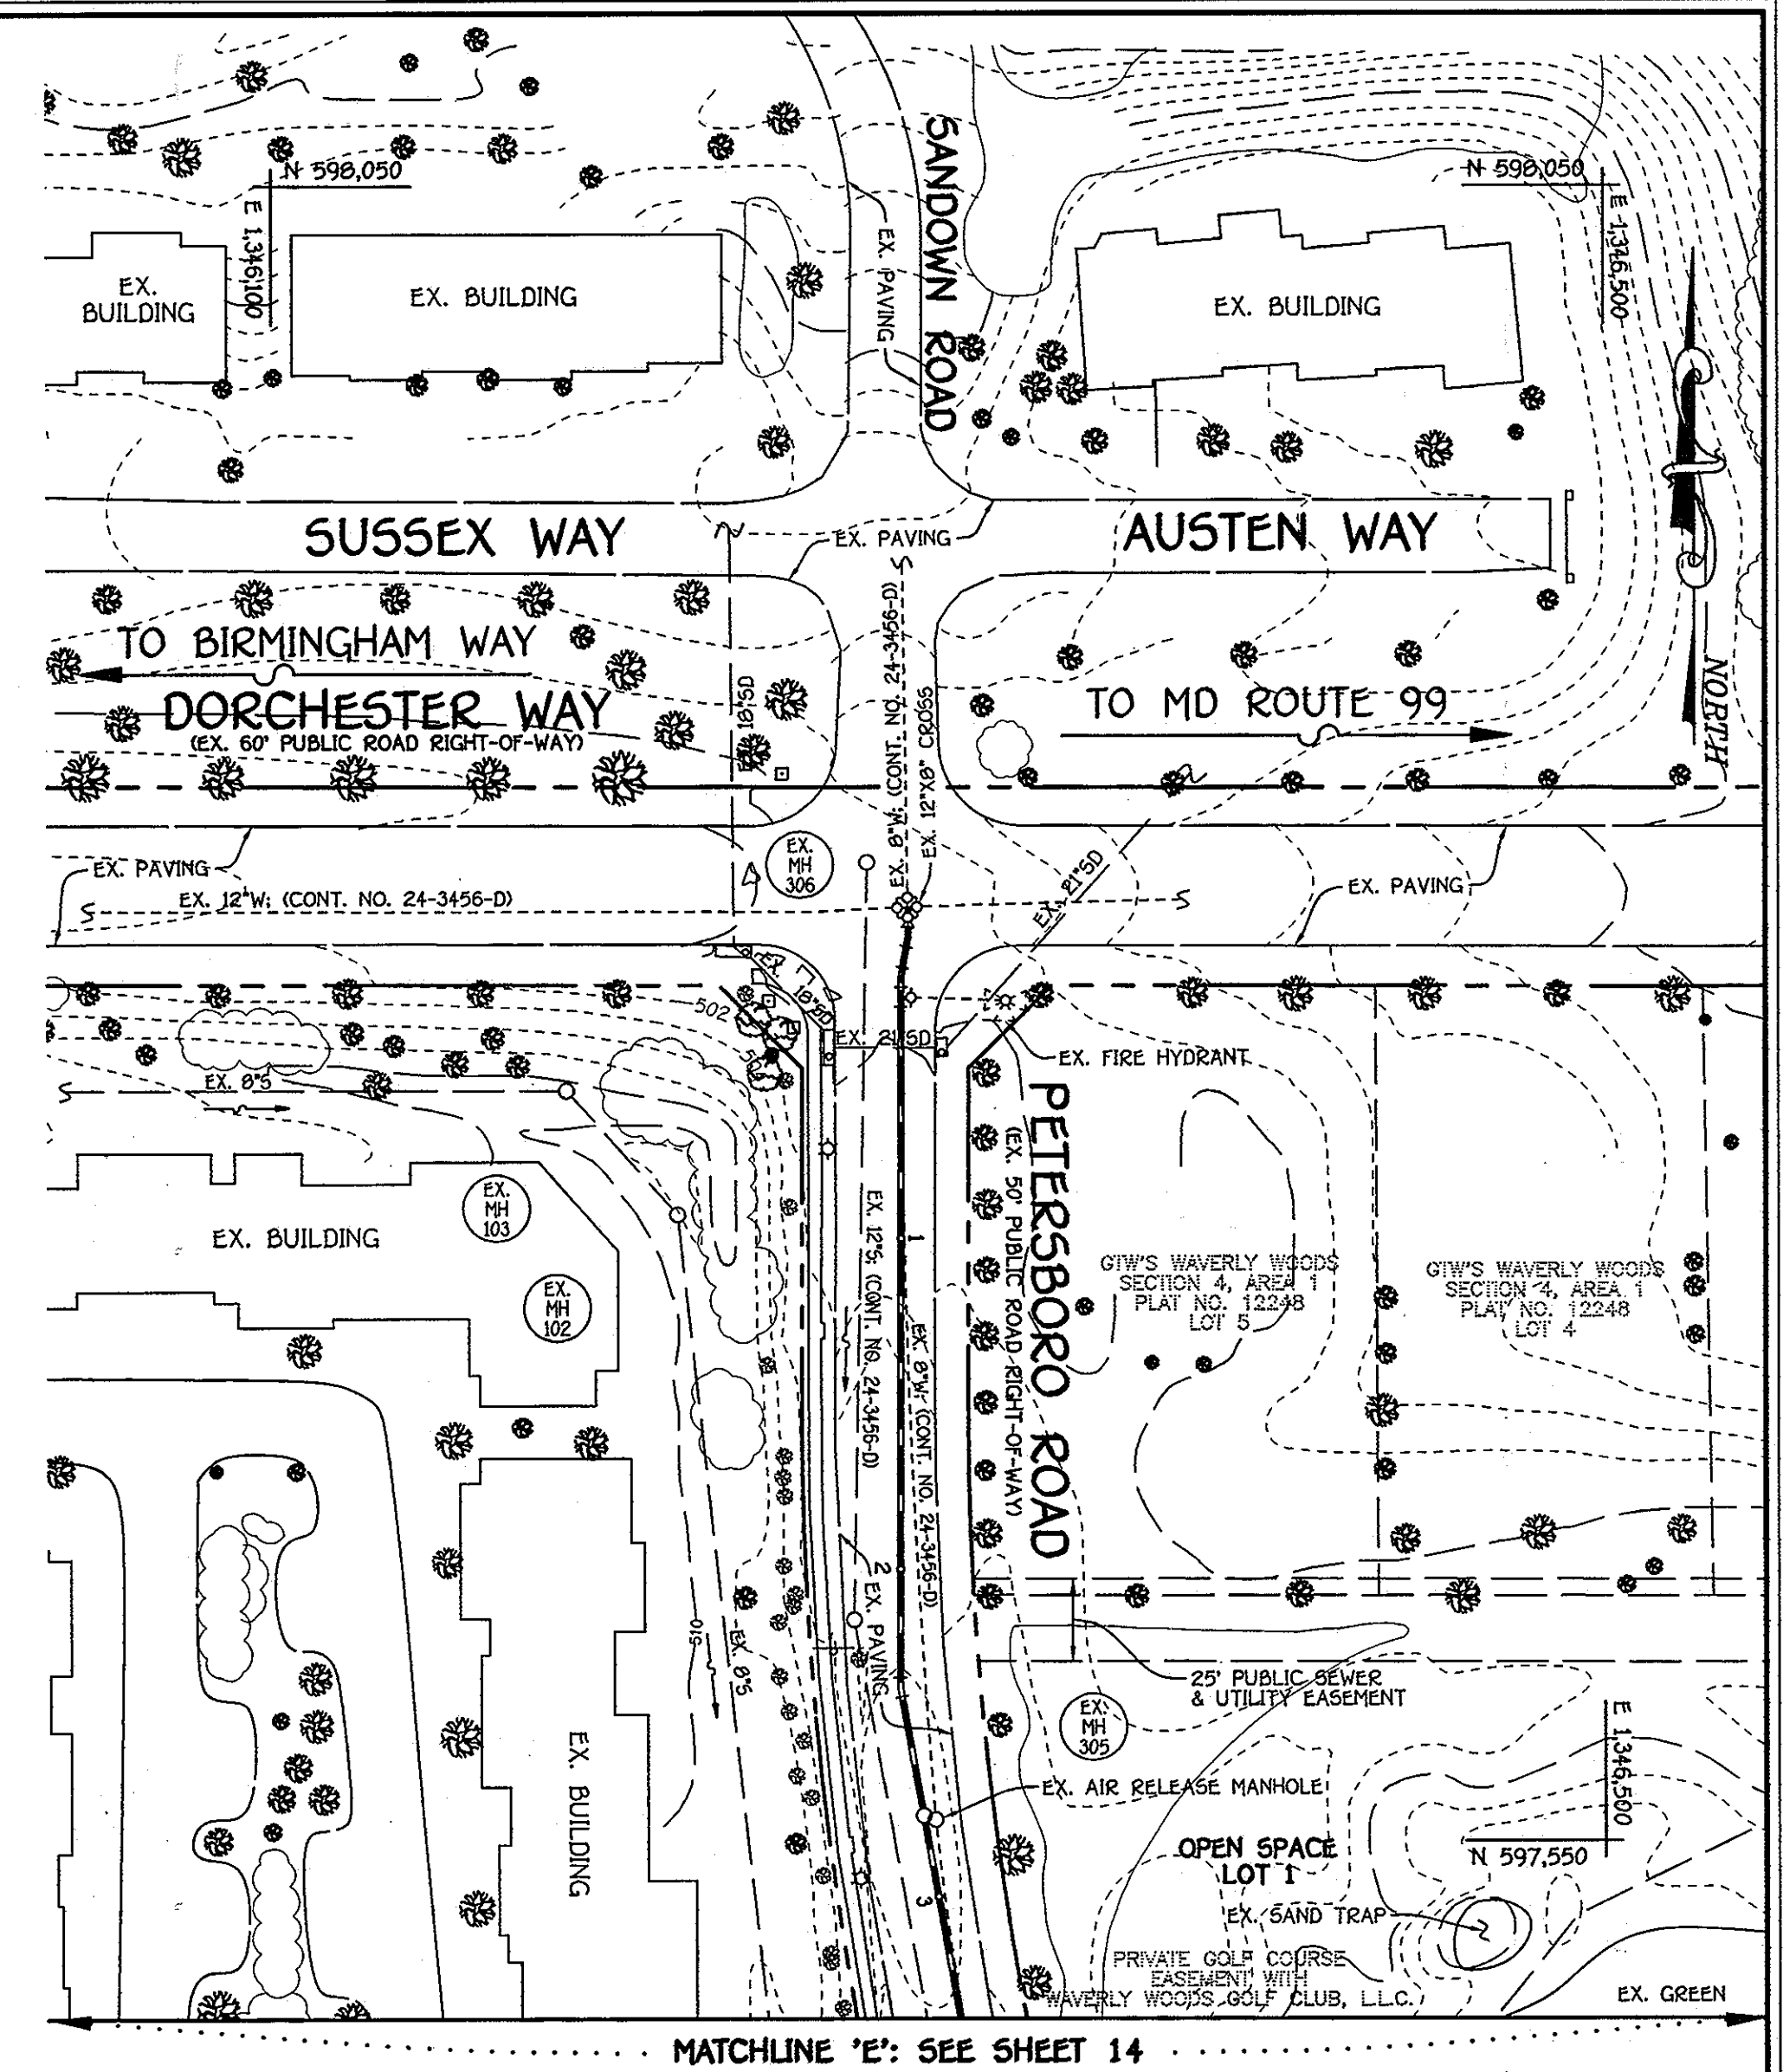 SANDOWN ROAD
N 598,050
E 1,346,100
N 598,050
E 1,346,500
EX.
BUILDING
EX. BUILDING
EX. PAVING
EX. BUILDING
SUSSEX WAY
EX. PAVING
AUSTEN WAY
TO BIRMINGHAM WAY
DORCHESTER WAY
(EX. 60' PUBLIC ROAD RIGHT-OF-WAY)
18"SD
EX. 8"W; (CONT. NO. 24-3456-D)
EX. 12"X8" CROSS
TO MD ROUTE 99
NORTH
EX. PAVING
EX. 12"W; (CONT. NO. 24-3456-D)
EX.
MH
306
EX. 21"SD
EX. PAVING
502
EX.
18"SD
EX. 21"SD
EX. FIRE HYDRANT
EX. 8"S
PETERSBORO ROAD
(EX. 50' PUBLIC ROAD RIGHT-OF-WAY)
EX. BUILDING
EX.
MH
103
EX.
MH
102
1
EX. 12"S; (CONT. NO. 24-3456-D)
EX. 8"W; (CONT. NO. 24-3456-D)
GTW'S WAVERLY WOODS
SECTION 4, AREA 1
PLAT NO. 12248
LOT 5
GTW'S WAVERLY WOODS
SECTION 4, AREA 1
PLAT NO. 12248
LOT 4
2
EX. PAVING
510
EX. 8"S
25' PUBLIC SEWER
& UTILITY EASEMENT
EX.
MH
305
E 1,346,500
N 597,550
EX. BUILDING
EX. AIR RELEASE MANHOLE
OPEN SPACE
LOT 1
3
EX. SAND TRAP
PRIVATE GOLF COURSE
EASEMENT WITH
WAVERLY WOODS GOLF CLUB, L.L.C.
EX. GREEN
MATCHLINE 'E': SEE SHEET 14